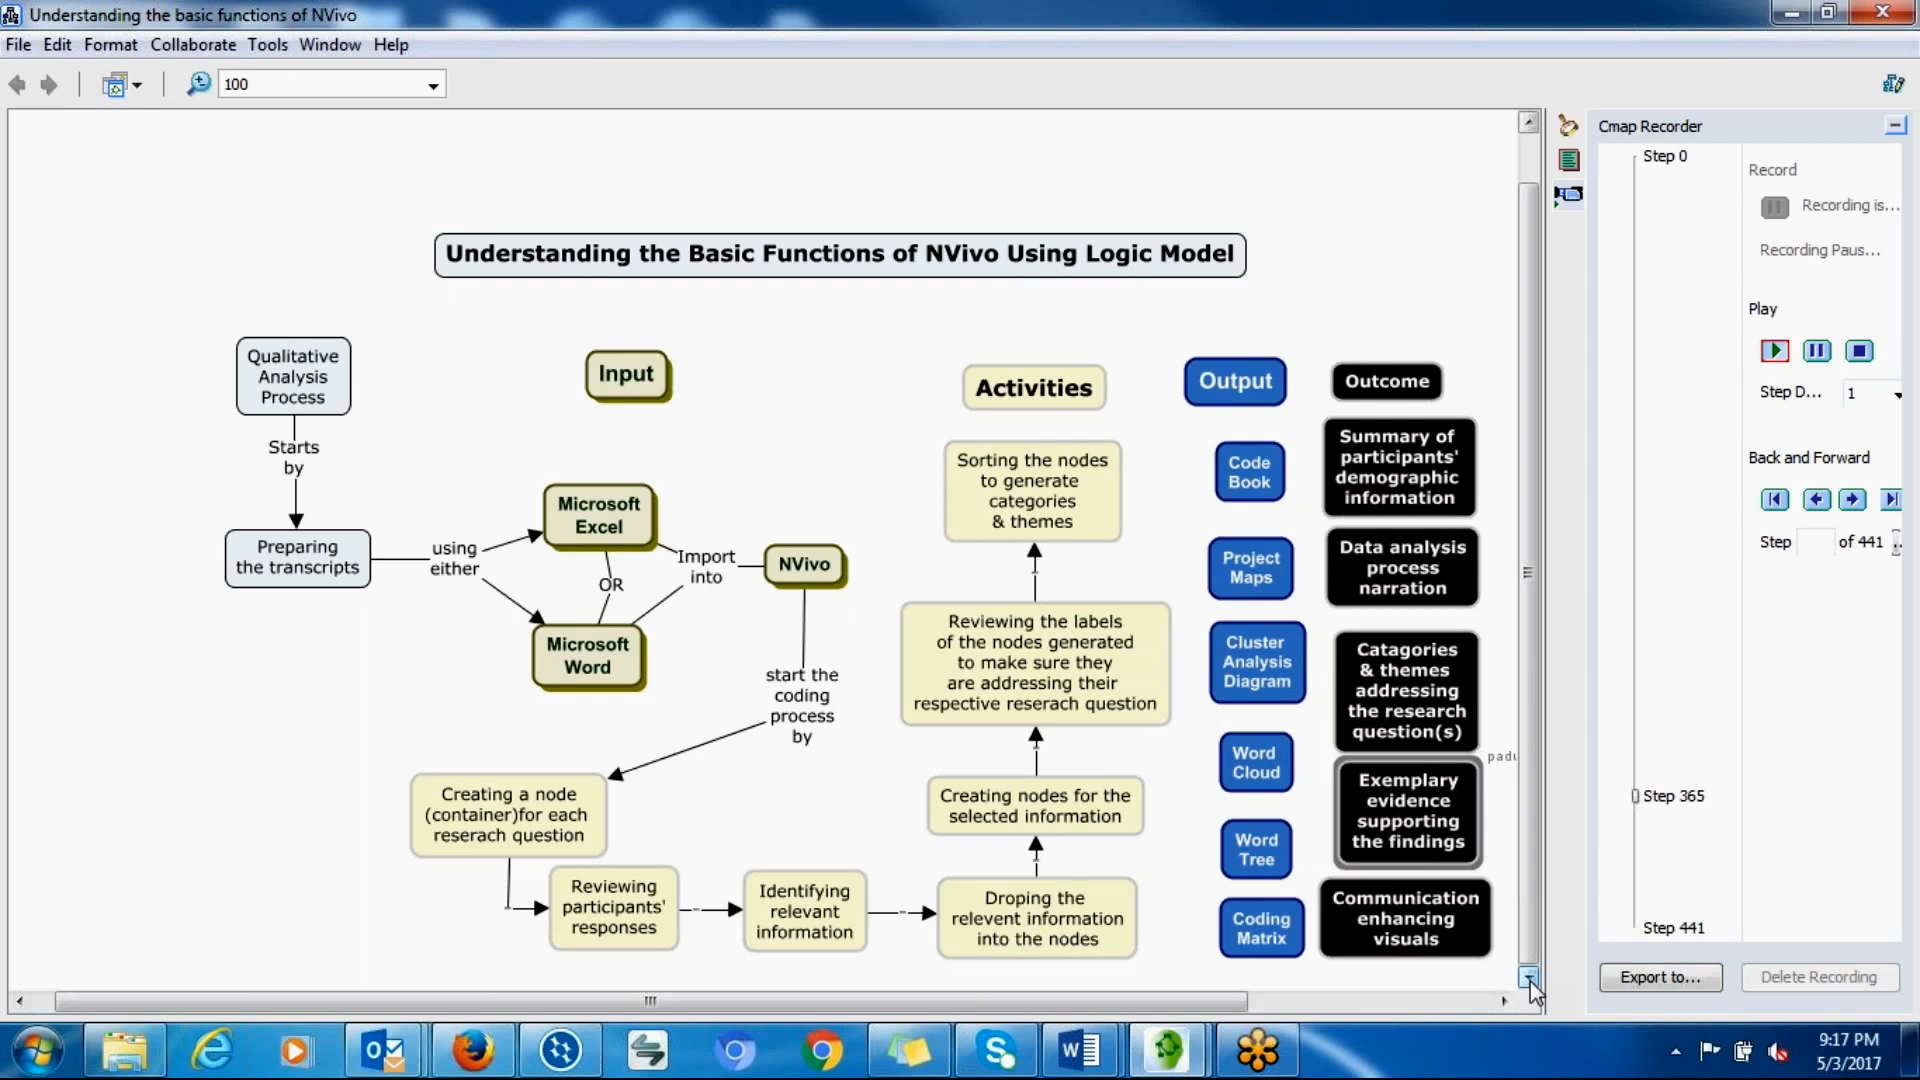 Understanding the basic functions of NVivo
File Edit Format Collaborate Tools Window Help
100
Understanding the Basic Functions of NVivo Using Logic Model
Qualitative
Analysis
Process
Starts
by
Preparing
the transcripts
using
either
Input
Microsoft
Excel
OR
Microsoft
Word
Import
into
NVivo
start the
coding
process
by
Creating a node
(container)for each
reserach question
Reviewing
participants'
responses
Identifying
relevant
information
Droping the
relevent information
into the nodes
Creating nodes for the
selected information
Reviewing the labels
of the nodes generated
to make sure they
are addressing their
respective reserach question
Sorting the nodes
to generate
categories
& themes
Activities
Output
Code
Book
Project
Maps
Cluster
Analysis
Diagram
Word
Cloud
Word
Tree
Coding
Matrix
Outcome
Summary of
participants'
demographic
information
Data analysis
process
narration
Catagories
& themes
addressing
the research
question(s)
Exemplary
evidence
supporting
the findings
Communication
enhancing
visuals
padu
Cmap Recorder
Step 0
Step 365
Step 441
Record
Recording is...
Recording Paus...
Play
Step D... 1
Back and Forward
Step of 441
Export to...
Delete Recording
9:17 PM
5/3/2017